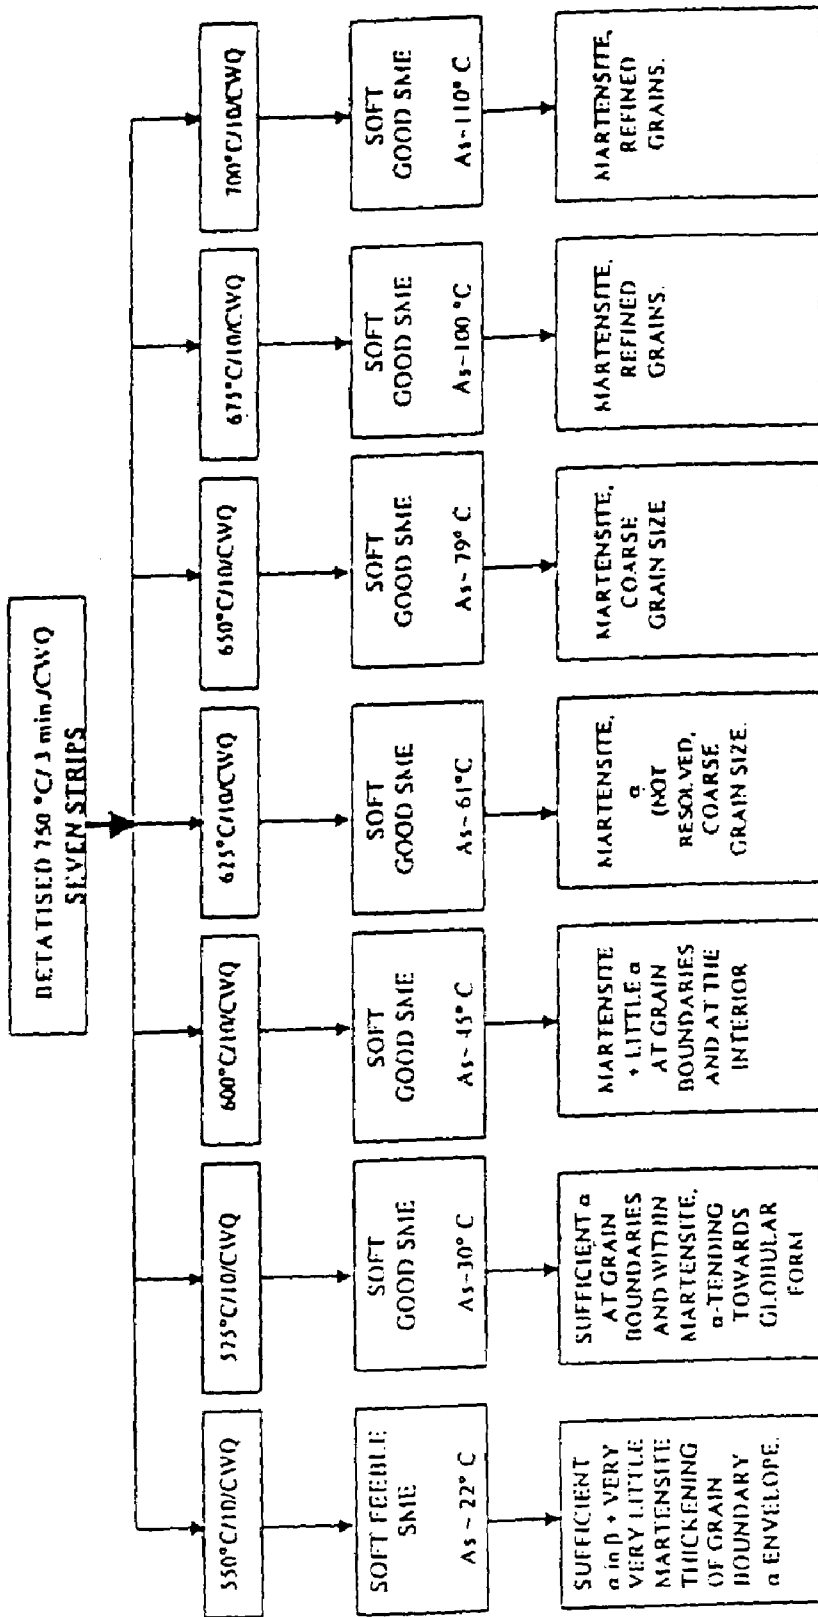 BETATISED 750 °C/ 3 min./CWQ
SEVEN STRIPS
550°C/10/CWQ
575°C/10/CWQ
600°C/10/CWQ
625°C/10/CWQ
650°C/10/CWQ
675°C/10/CWQ
700°C/10/CWQ
SOFT FEEBLE
SME
As ~ 22° C
SOFT
GOOD SME
As~30° C
SOFT
GOOD SME
As~ 45° C
SOFT
GOOD SME
As~ 61°C
SOFT
GOOD SME
As~ 79° C
SOFT
GOOD SME
As~100 °C
SOFT
GOOD SME
As~110° C
SUFFICIENT
α in β + VERY
VERY LITTLE
MARTENSITE
THICKENING
OF GRAIN
BOUNDARY
α ENVELOPE.
SUFFICIENT α
AT GRAIN
BOUNDARIES
AND WITHIN
MARTENSITE,
α-TENDING
TOWARDS
GLOBULAR
FORM
MARTENSITE
+ LITTLE α
AT GRAIN
BOUNDARIES
AND AT THE
INTERIOR
MARTENSITE,
α
(NOT
RESOLVED,
COARSE
GRAIN SIZE.
MARTENSITE,
COARSE
GRAIN SIZE
MARTENSITE,
REFINED
GRAINS.
MARTENSITE,
REFINED
GRAINS.